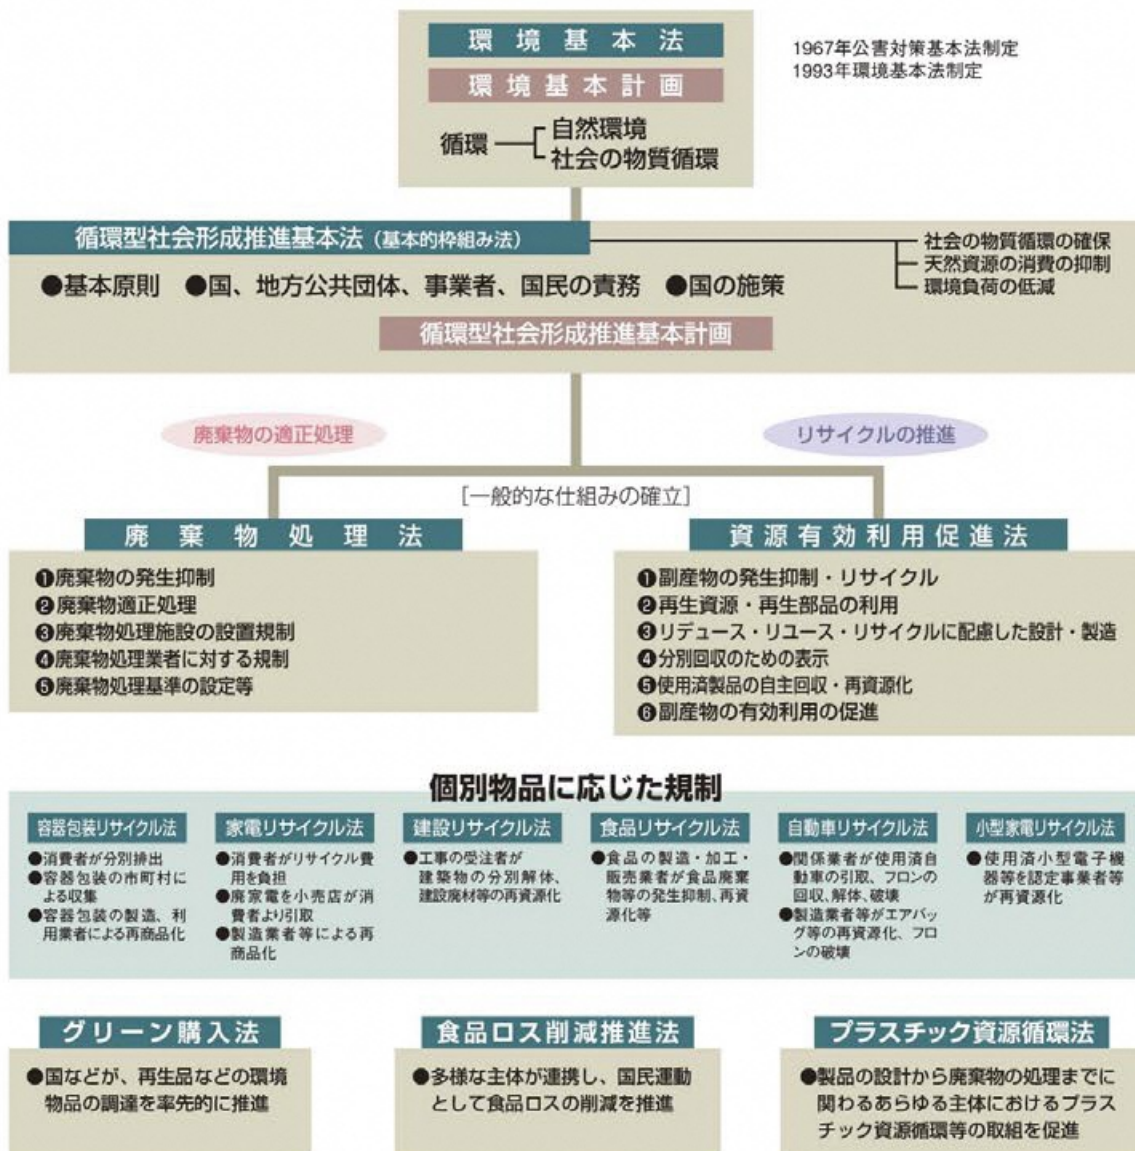 環境基本法
環境基本計画
循環
自然環境
社会の物質循環
1967年公害対策基本法制定
1993年環境基本法制定
循環型社会形成推進基本法（基本的枠組み法）
社会の物質循環の確保
天然資源の消費の抑制
環境負荷の低減
●基本原則 ●国、地方公共団体、事業者、国民の責務 ●国の施策
循環型社会形成推進基本計画
廃棄物の適正処理
リサイクルの推進
［一般的な仕組みの確立］
廃棄物処理法
❶廃棄物の発生抑制
❷廃棄物適正処理
❸廃棄物処理施設の設置規制
❹廃棄物処理業者に対する規制
❺廃棄物処理基準の設定等
資源有効利用促進法
❶副産物の発生抑制・リサイクル
❷再生資源・再生部品の利用
❸リデュース・リユース・リサイクルに配慮した設計・製造
❹分別回収のための表示
❺使用済製品の自主回収・再資源化
❻副産物の有効利用の促進
個別物品に応じた規制
容器包装リサイクル法
●消費者が分別排出
●容器包装の市町村に
よる収集
●容器包装の製造、利
用業者による再商品化
家電リサイクル法
●消費者がリサイクル費
用を負担
●廃家電を小売店が消
費者より引取
●製造業者等による再
商品化
建設リサイクル法
●工事の受注者が
建築物の分別解体、
建設廃材等の再資源化
食品リサイクル法
●食品の製造・加工・
販売業者が食品廃棄
物等の発生抑制、再資
源化等
自動車リサイクル法
●関係業者が使用済自
動車の引取、フロンの
回収、解体、破壊
●製造業者等がエアバッ
グ等の再資源化、フロ
ンの破壊
小型家電リサイクル法
●使用済小型電子機
器等を認定事業者等
が再資源化
グリーン購入法
●国などが、再生品などの環境
物品の調達を率先的に推進
食品ロス削減推進法
●多様な主体が連携し、国民運動
として食品ロスの削減を推進
プラスチック資源循環法
●製品の設計から廃棄物の処理までに
関わるあらゆる主体におけるプラス
チック資源循環等の取組を促進